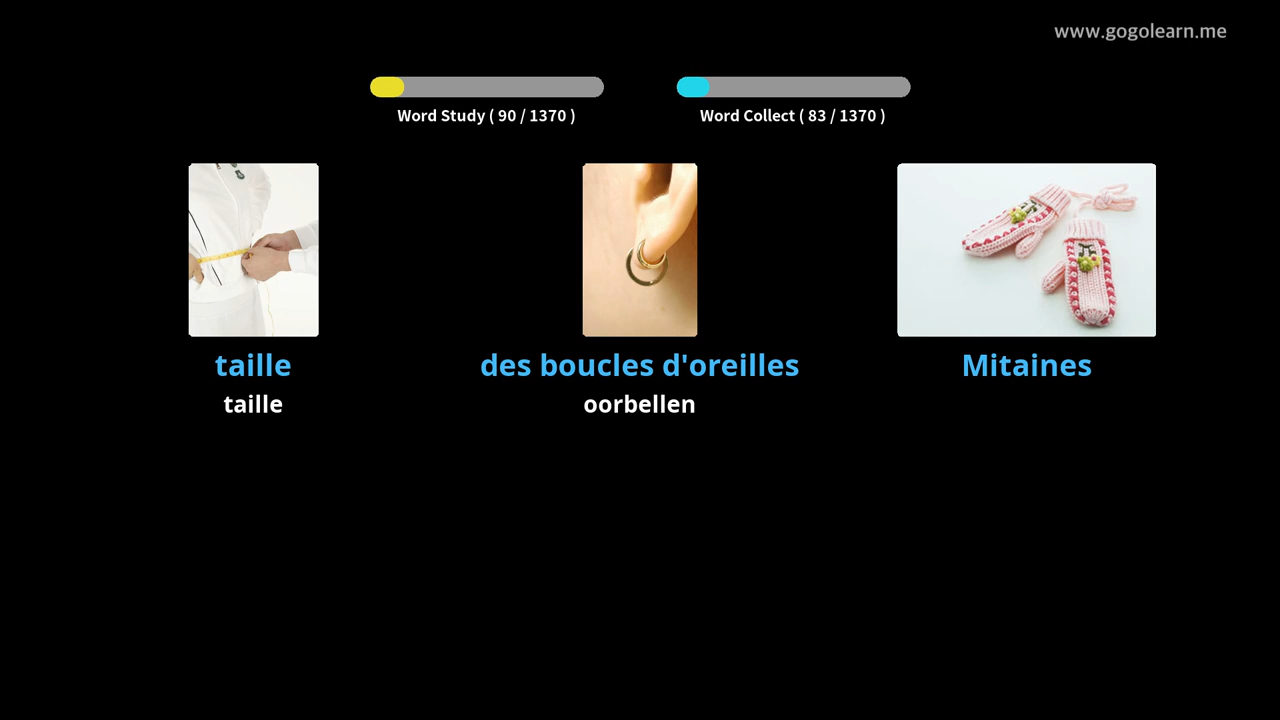 www.gogolearn.me
Word Study ( 90 / 1370 )
Word Collect ( 83 / 1370 )
taille
des boucles d'oreilles
Mitaines
taille
oorbellen